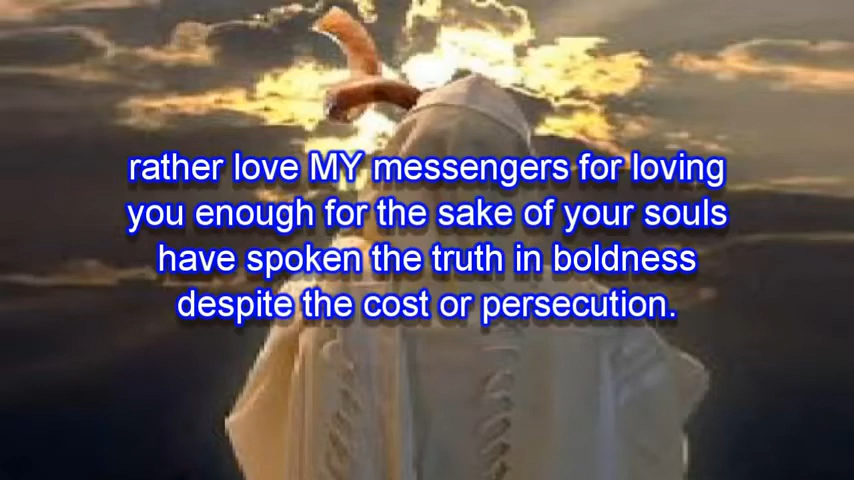 rather love MY messengers for loving
you enough for the sake of your souls
have spoken the truth in boldness
despite the cost or persecution.